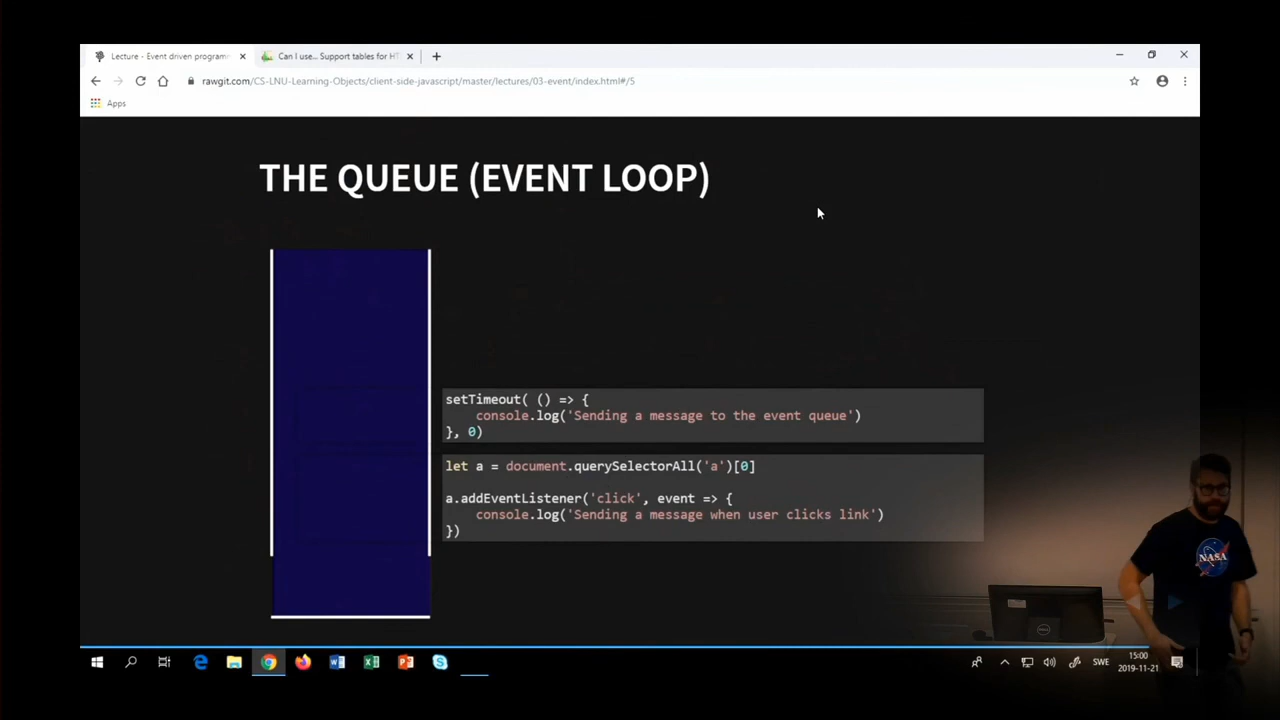 Lecture - Event driven program
Can I use... Support tables for HT
rawgit.com/CS-LNU-Learning-Objects/client-side-javascript/master/lectures/03-event/index.html#/5
Apps
THE QUEUE (EVENT LOOP)
setTimeout( () => {
console.log('Sending a message to the event queue')
}, 0)
let a = document.querySelectorAll('a')[0]
a.addEventListener('click', event => {
console.log('Sending a message when user clicks link')
})
NASA
DELL
SWE
15:00
2019-11-21